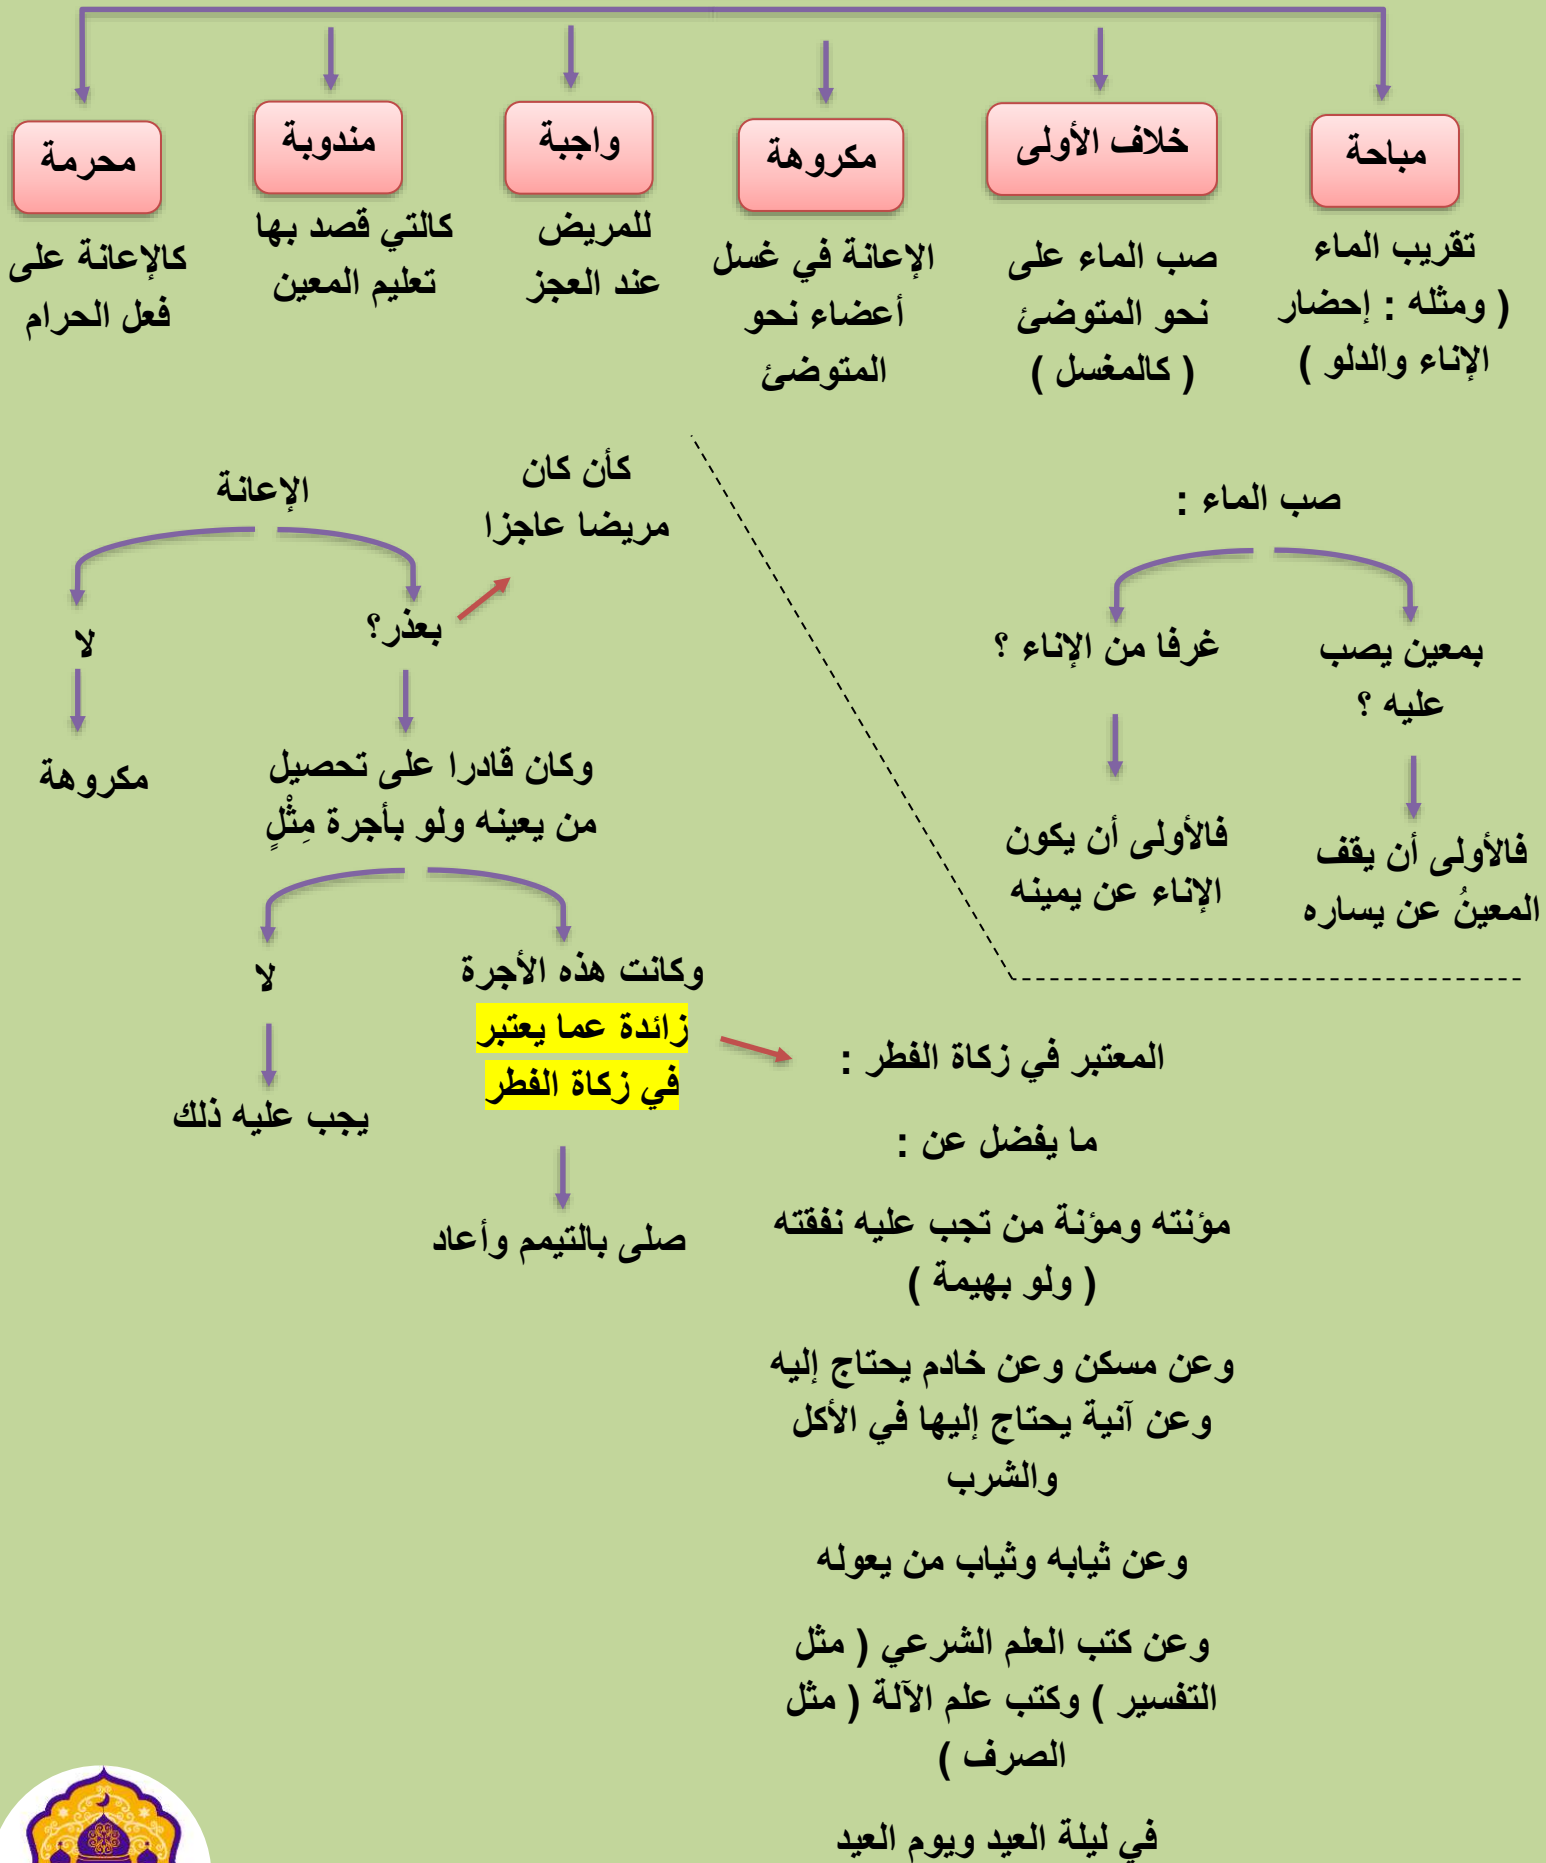 مباحة
تقريب الماء
( ومثله : إحضار
الإناء والدلو )
خلاف الأولى
صب الماء على
نحو المتوضئ
( كالمغسل )
مكروهة
الإعانة في غسل
أعضاء نحو
المتوضئ
واجبة
للمريض
عند العجز
مندوبة
كالتي قصد بها
تعليم المعين
محرمة
كالإعانة على
فعل الحرام
صب الماء :
بمعين يصب
عليه ؟
فالأولى أن يقف
المعينُ عن يساره
غرفا من الإناء ؟
فالأولى أن يكون
الإناء عن يمينه
الإعانة
بعذر؟
كأن كان
مريضا عاجزا
لا
مكروهة
وكان قادرا على تحصيل
من يعينه ولو بأجرة مِثْلٍ
وكانت هذه الأجرة
زائدة عما يعتبر
في زكاة الفطر
صلى بالتيمم وأعاد
لا
يجب عليه ذلك
المعتبر في زكاة الفطر :
ما يفضل عن :
مؤنته ومؤنة من تجب عليه نفقته
( ولو بهيمة )
وعن مسكن وعن خادم يحتاج إليه
وعن آنية يحتاج إليها في الأكل
والشرب
وعن ثيابه وثياب من يعوله
وعن كتب العلم الشرعي ( مثل
التفسير ) وكتب علم الآلة ( مثل
الصرف )
في ليلة العيد ويوم العيد